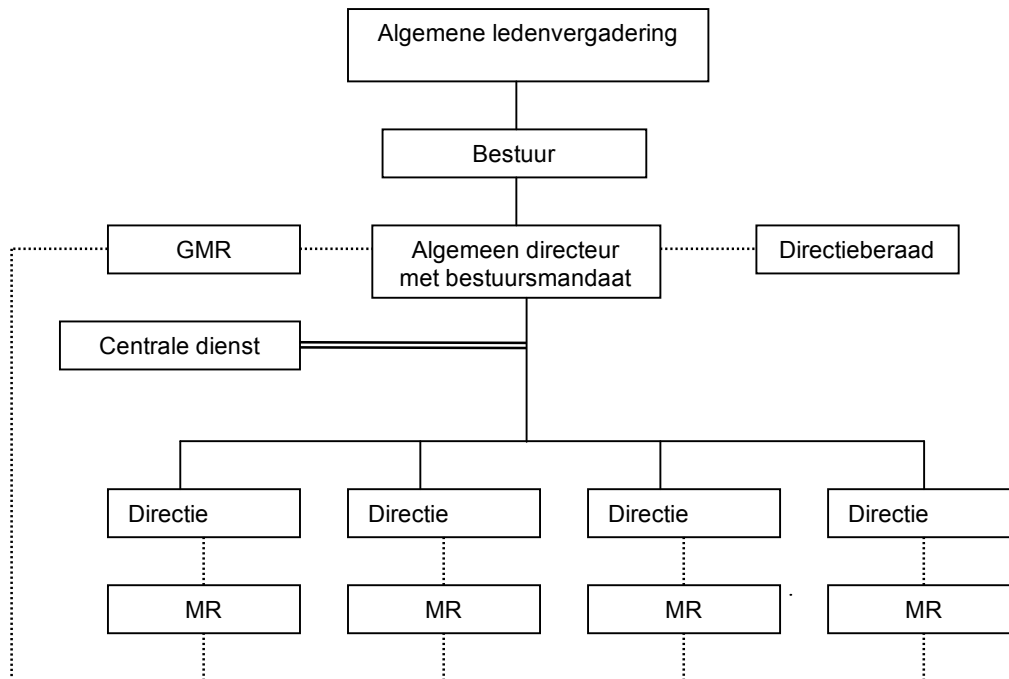 Algemene ledenvergadering
Bestuur
GMR
Algemeen directeur
met bestuursmandaat
Directieberaad
Centrale dienst
Directie
Directie
Directie
Directie
MR
MR
MR
MR